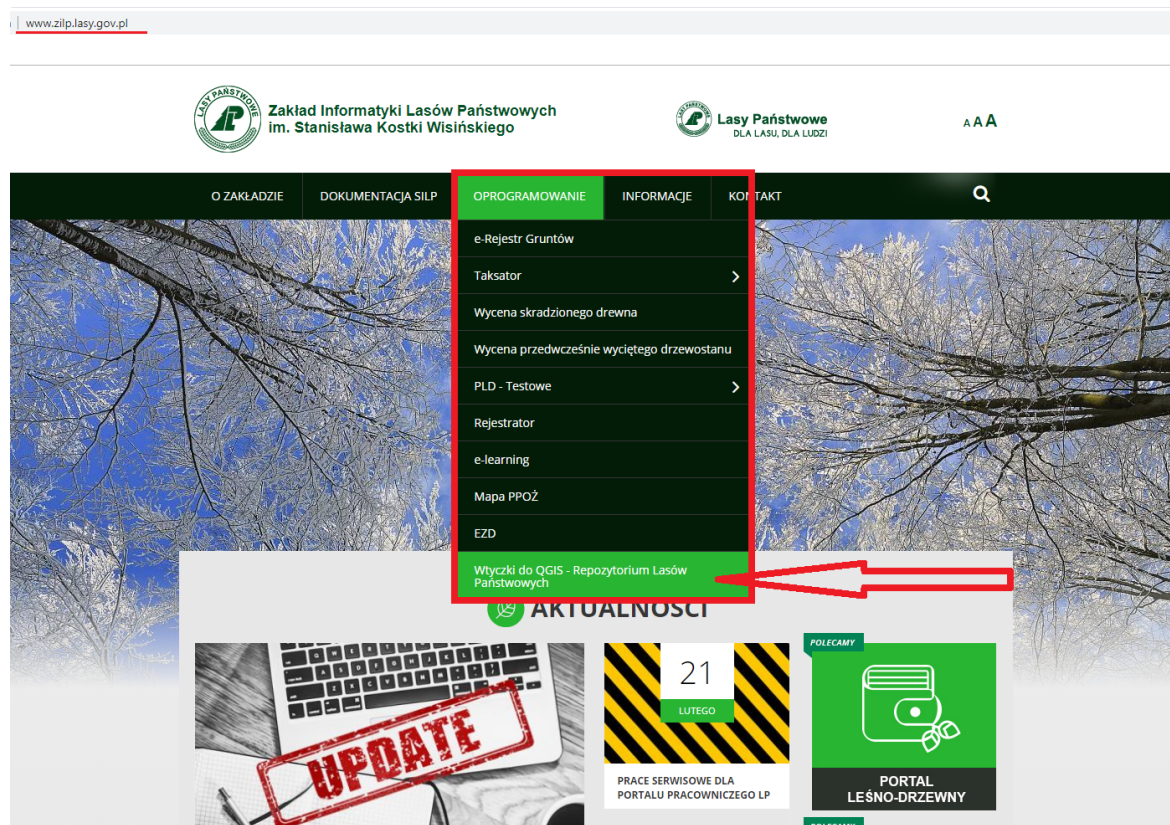 www.zilp.lasy.gov.pl
LASY PAŃSTWOWE
Zakład Informatyki Lasów Państwowych
im. Stanisława Kostki Wisińskiego
Lasy Państwowe
DLA LASU, DLA LUDZI
A A A
O ZAKŁADZIE DOKUMENTACJA SILP OPROGRAMOWANIE INFORMACJE KONTAKT
e-Rejestr Gruntów
Taksator
Wycena skradzionego drewna
Wycena przedwcześnie wyciętego drzewostanu
PLD - Testowe
Rejestrator
e-learning
Mapa PPOŻ
EZD
Wtyczki do QGIS - Repozytorium Lasów
Państwowych
AKTUALNOŚCI
UPDATE
21
LUTEGO
PRACE SERWISOWE DLA
PORTALU PRACOWNICZEGO LP
POLECAMY
PORTAL
LEŚNO-DRZEWNY
POLECAMY